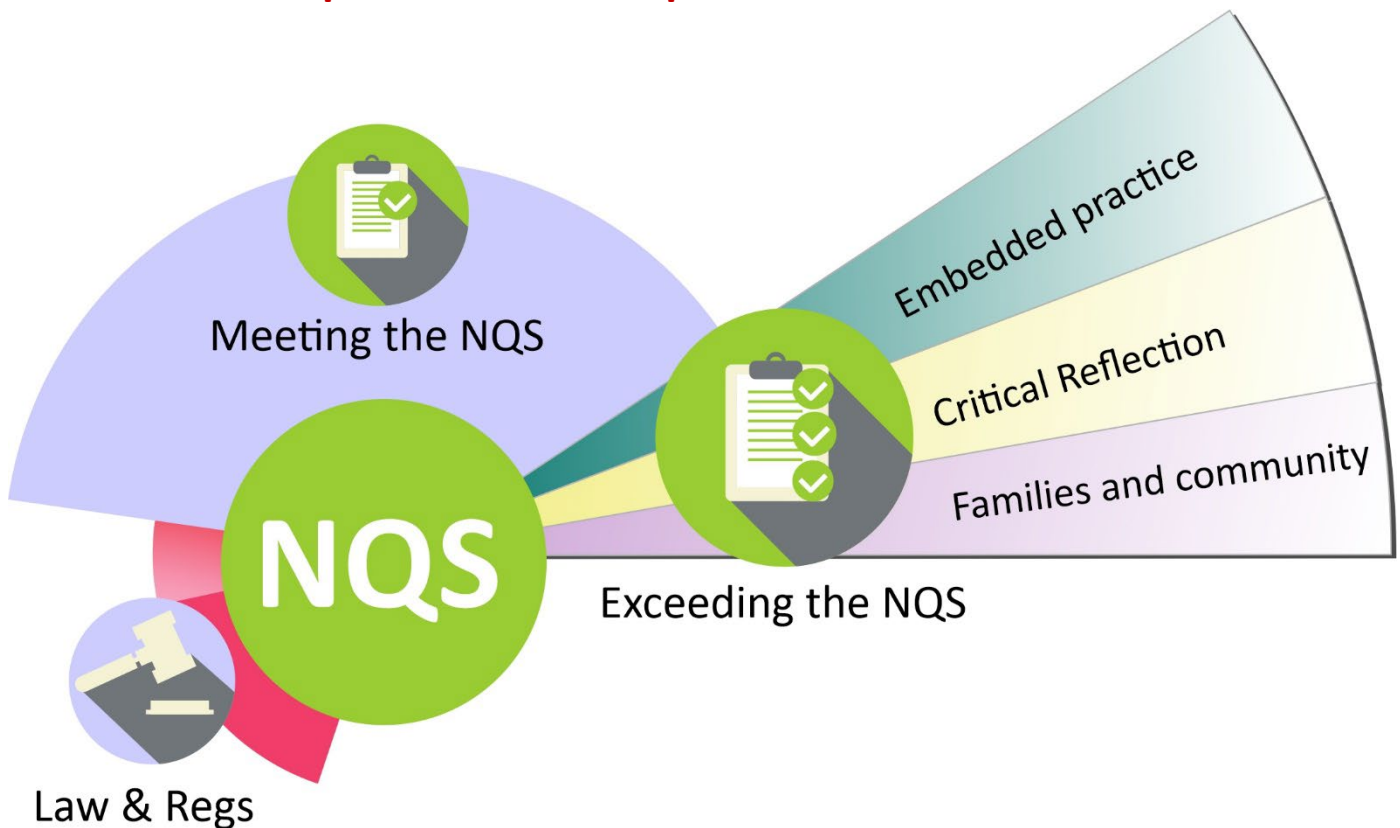 Meeting the NQS
Embedded practice
Critical Reflection
Families and community
NQS
Exceeding the NQS
Law & Regs